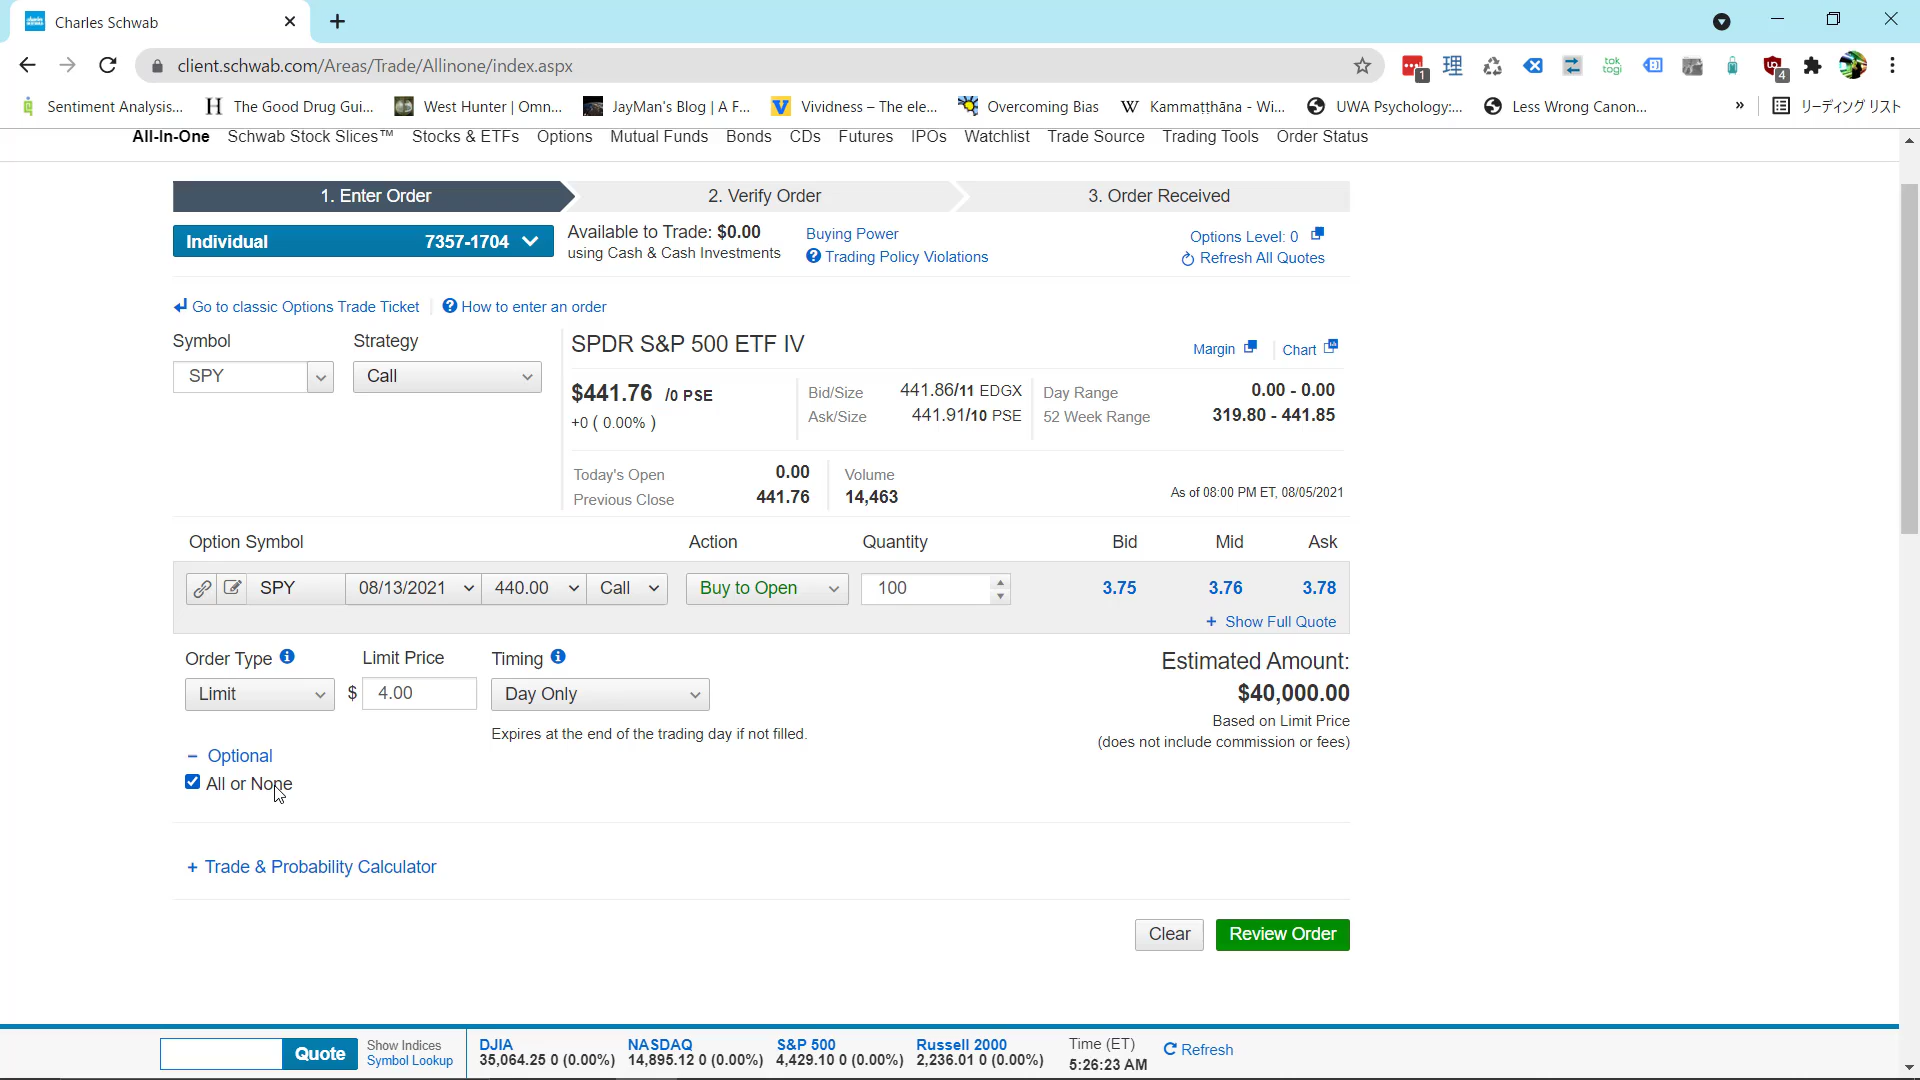 Charles Schwab
client.schwab.com/Areas/Trade/Allinone/index.aspx
1 理 tok togi 4
Sentiment Analysis... The Good Drug Gui... West Hunter | Omn... JayMan's Blog | A F... Vividness – The ele... Overcoming Bias Kammaṭṭhāna - Wi... UWA Psychology:... Less Wrong Canon... » リーディング リスト
All-In-One Schwab Stock Slices™ Stocks & ETFs Options Mutual Funds Bonds CDs Futures IPOs Watchlist Trade Source Trading Tools Order Status
1. Enter Order 2. Verify Order 3. Order Received
Individual 7357-1704
Available to Trade: $0.00
using Cash & Cash Investments
Buying Power
Trading Policy Violations
Options Level: 0
Refresh All Quotes
Go to classic Options Trade Ticket How to enter an order
Symbol Strategy
SPY Call
SPDR S&P 500 ETF IV
Margin Chart
$441.76 /0 PSE
+0 ( 0.00% )
Bid/Size 441.86/11 EDGX
Ask/Size 441.91/10 PSE
Day Range 0.00 - 0.00
52 Week Range 319.80 - 441.85
Today's Open 0.00
Previous Close 441.76
Volume
14,463
As of 08:00 PM ET, 08/05/2021
Option Symbol Action Quantity Bid Mid Ask
SPY 08/13/2021 440.00 Call Buy to Open 100 3.75 3.76 3.78
+ Show Full Quote
Order Type Limit Price Timing
Limit $ 4.00 Day Only
Expires at the end of the trading day if not filled.
Estimated Amount:
$40,000.00
Based on Limit Price
(does not include commission or fees)
− Optional
All or None
+ Trade & Probability Calculator
Clear Review Order
Quote
Show Indices
Symbol Lookup
DJIA
35,064.25 0 (0.00%)
NASDAQ
14,895.12 0 (0.00%)
S&P 500
4,429.10 0 (0.00%)
Russell 2000
2,236.01 0 (0.00%)
Time (ET)
5:26:23 AM
Refresh